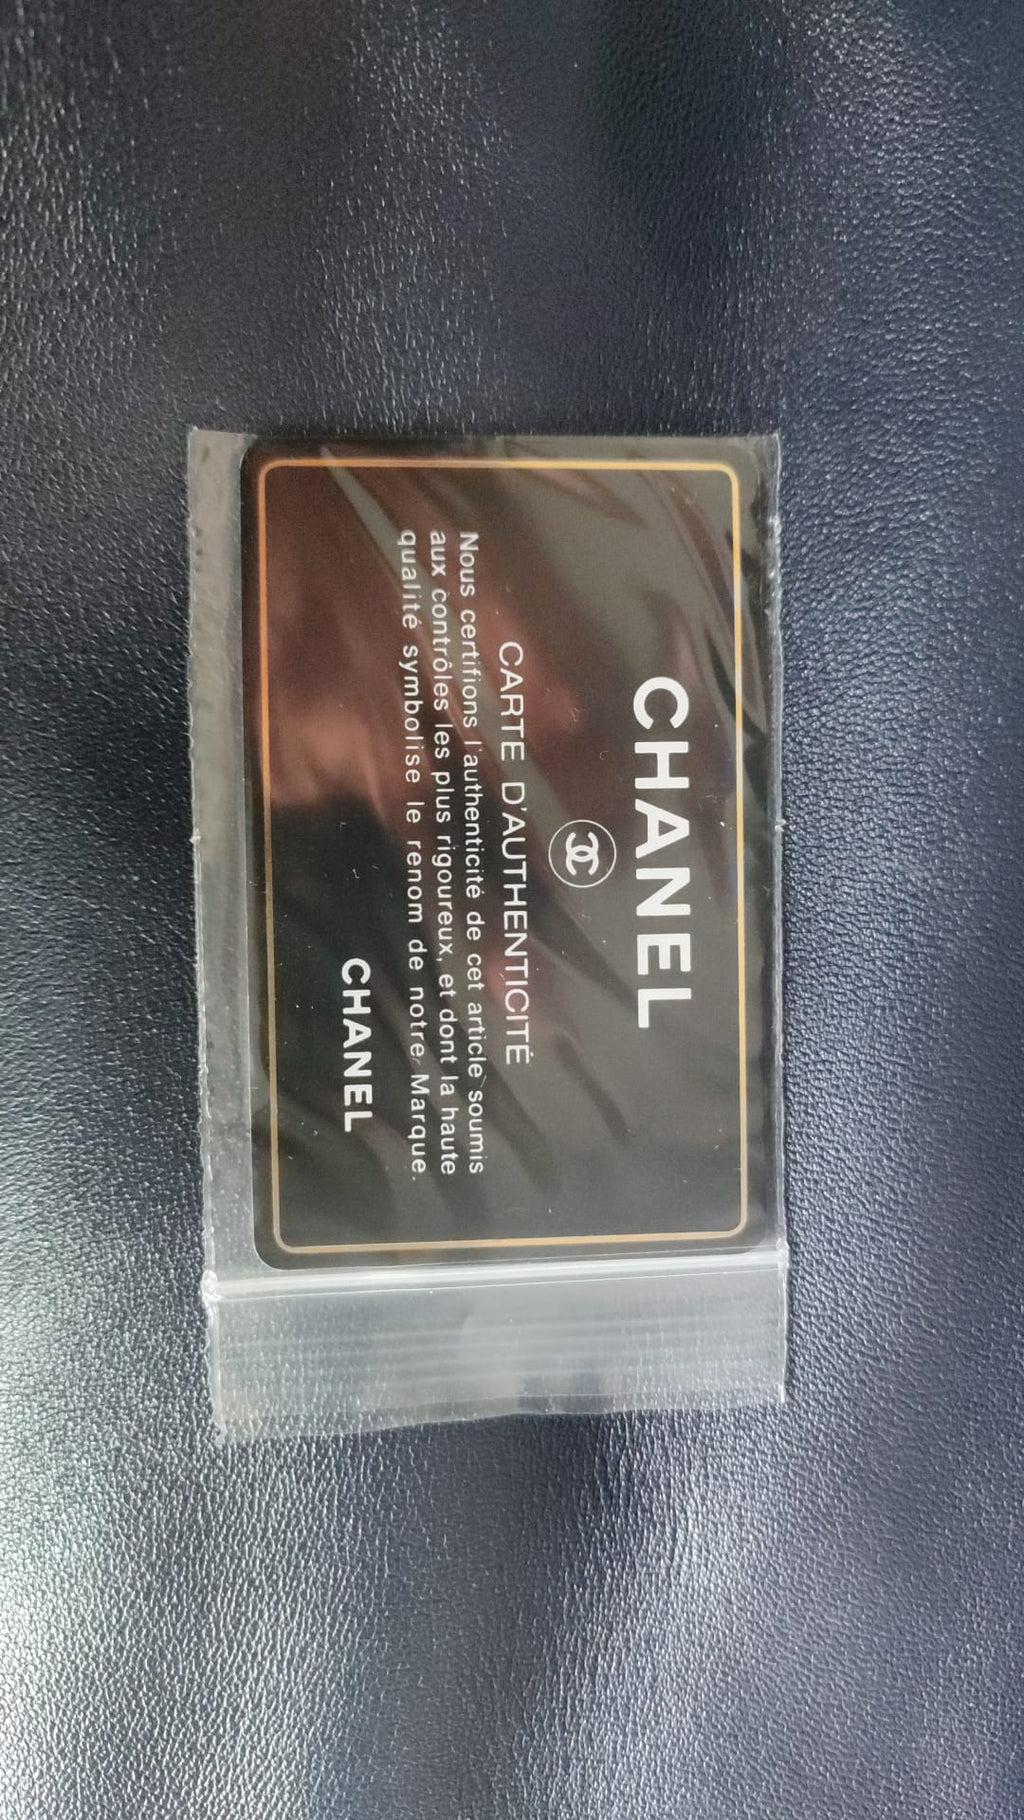 CHANEL
CARTE D'AUTHENTICITÉ
Nous certifions l'authenticité de cet article soumis
aux contrôles les plus rigoureux, et dont la haute
qualité symbolise le renom de notre Marque.
CHANEL